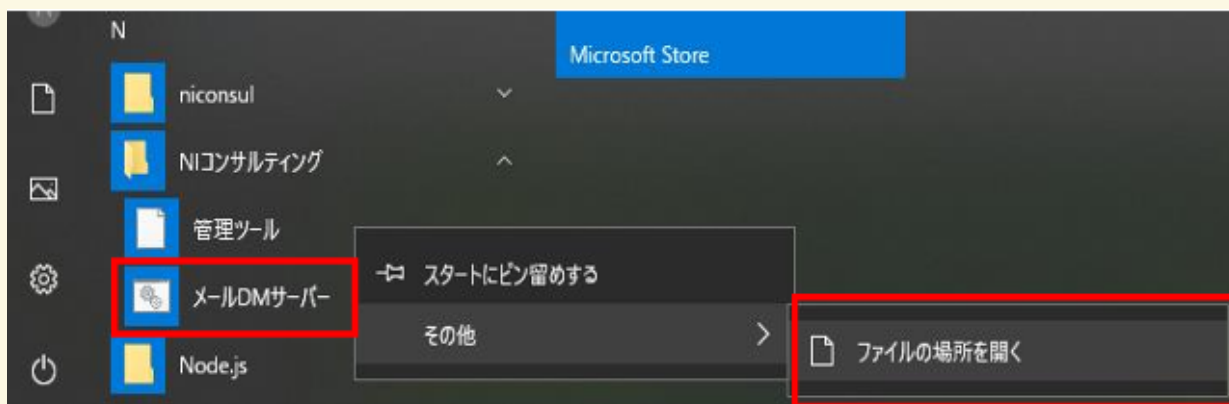 N
Microsoft Store
niconsul
NIコンサルティング
管理ツール
スタートにピン留めする
メールDMサーバー
その他
ファイルの場所を開く
Node.js